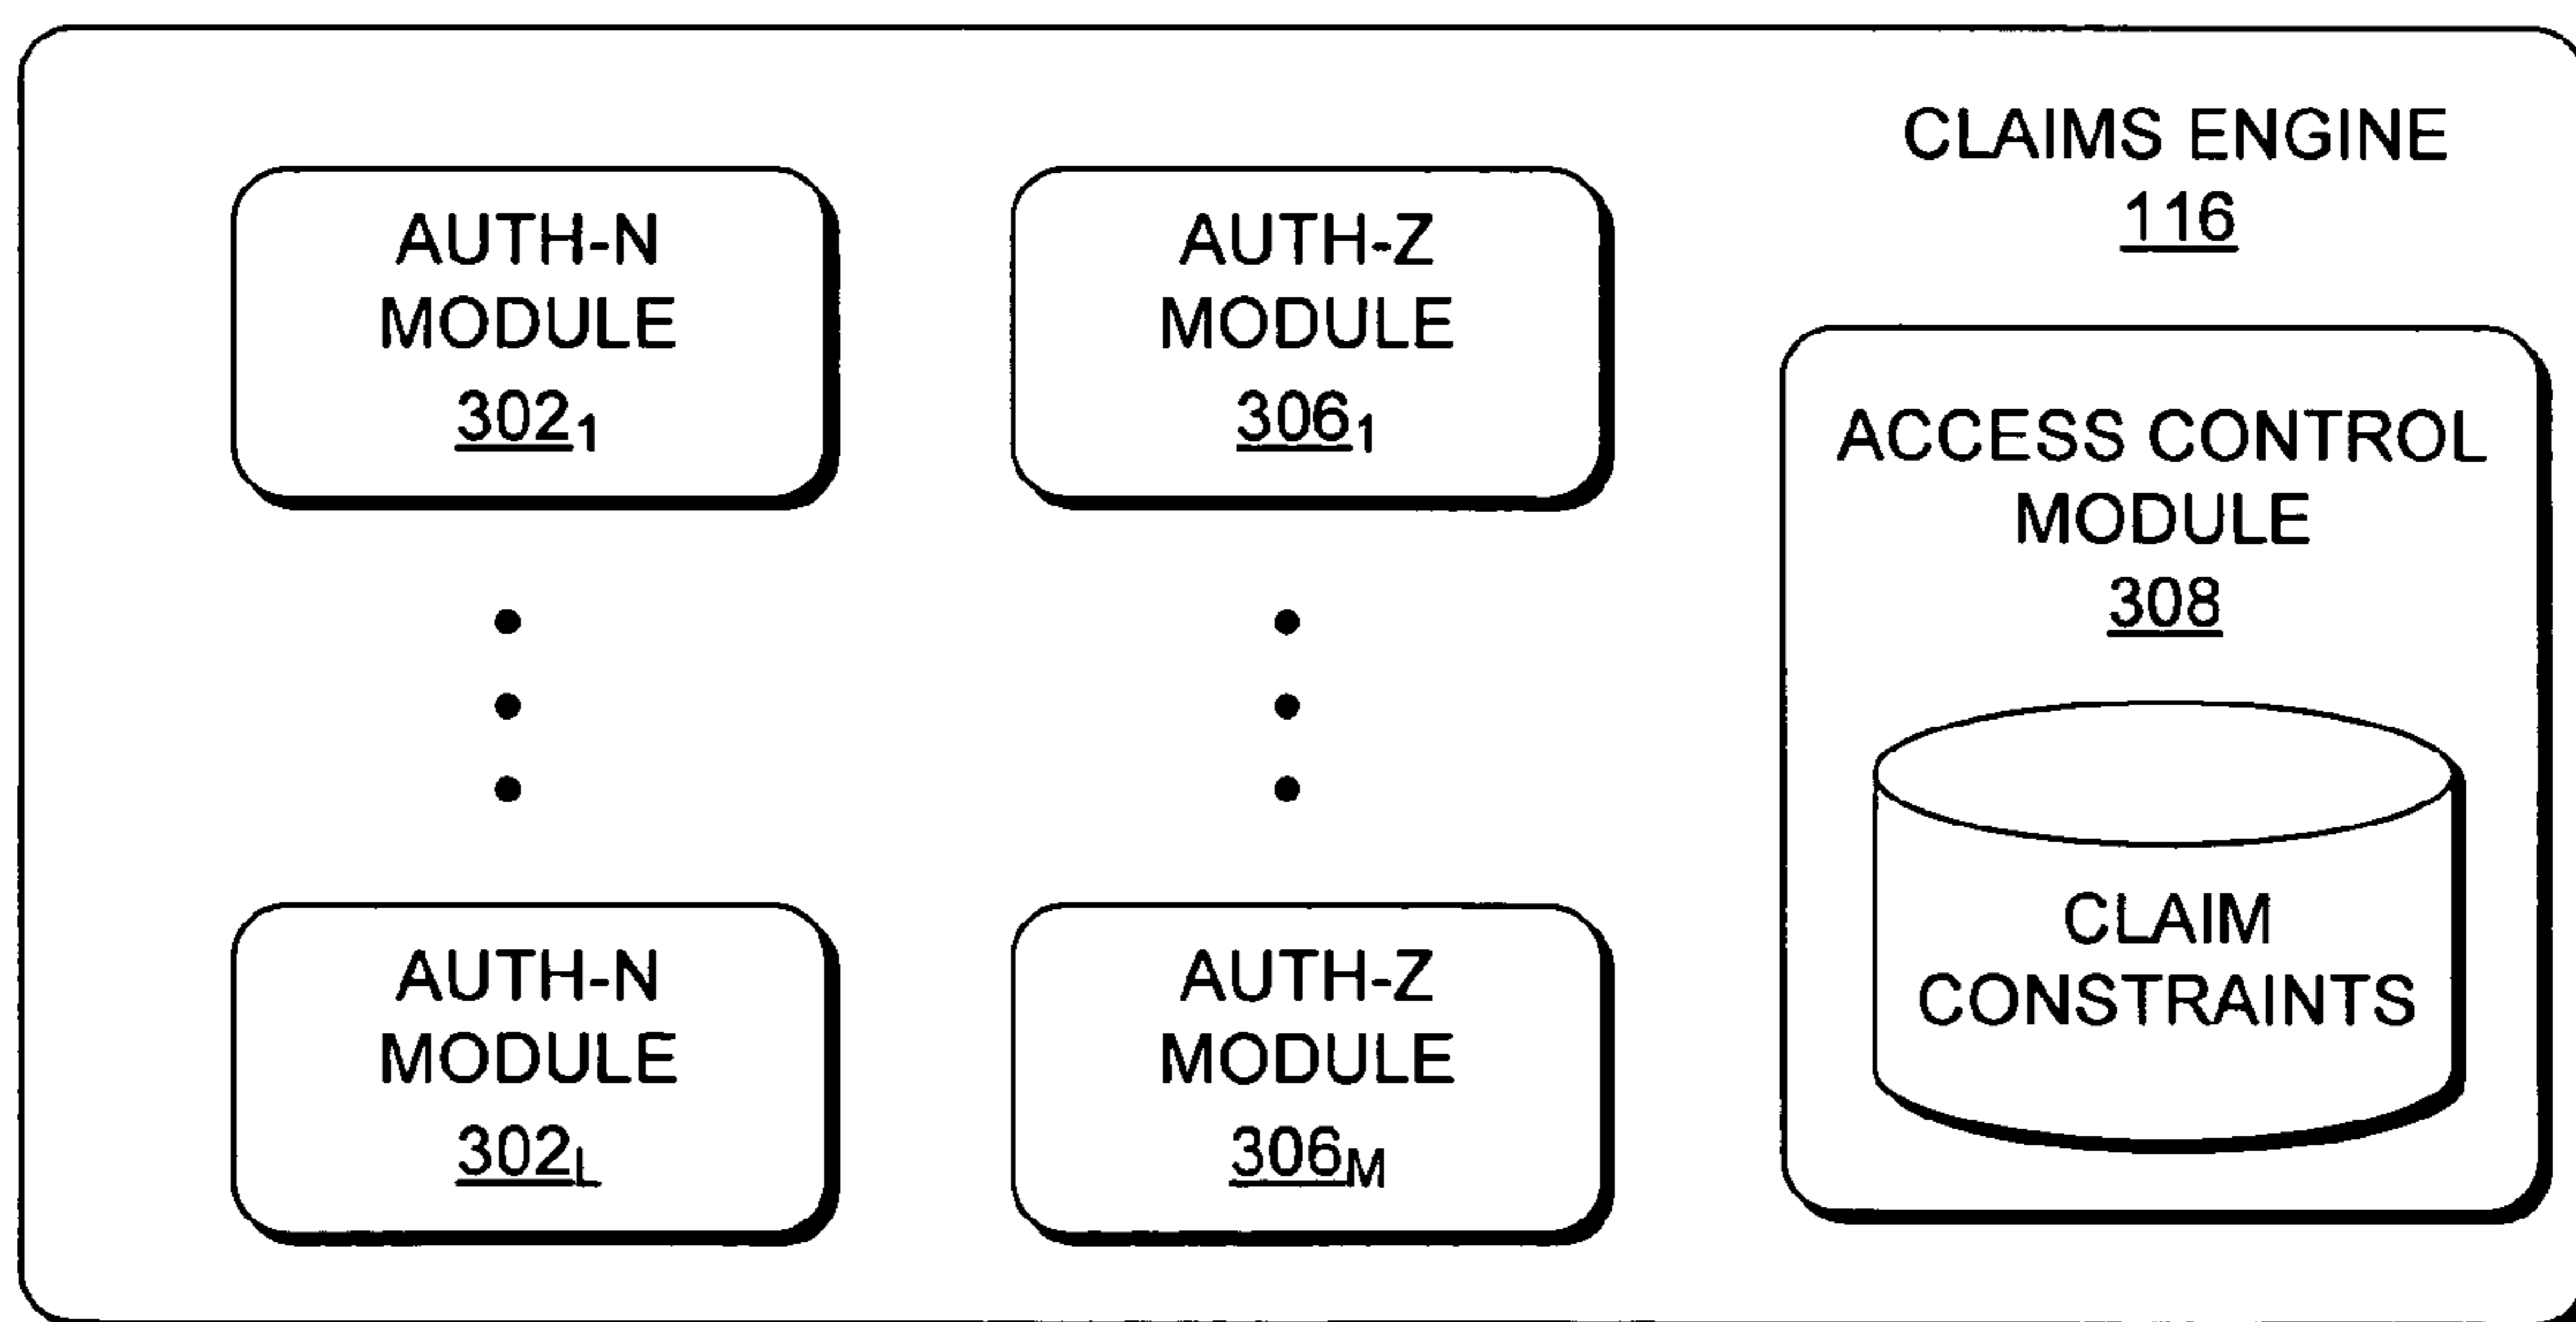 CLAIMS ENGINE
116
AUTH-N
MODULE
302₁
AUTH-Z
MODULE
306₁
ACCESS CONTROL
MODULE
308
CLAIM
CONSTRAINTS
AUTH-N
MODULE
302L
AUTH-Z
MODULE
306M